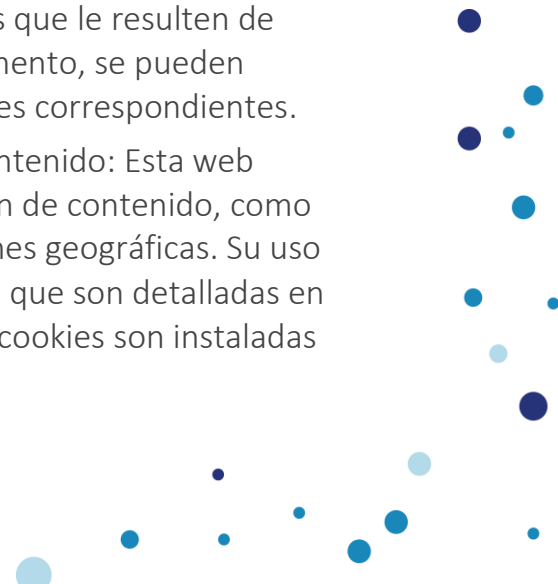 s que le resulten de
mento, se pueden
es correspondientes.
ntenido: Esta web
n de contenido, como
nes geográficas. Su uso
que son detalladas en
cookies son instaladas